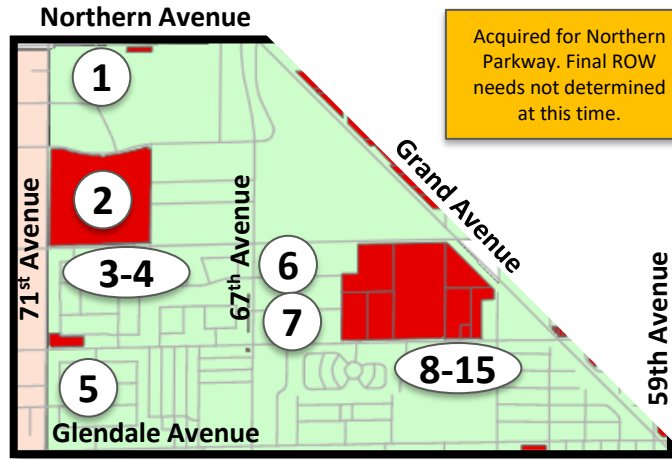 Northern Avenue
Acquired for Northern
Parkway. Final ROW
needs not determined
at this time.
1
Grand Avenue
2
71st Avenue
67th Avenue
3-4
6
7
59th Avenue
8-15
5
Glendale Avenue